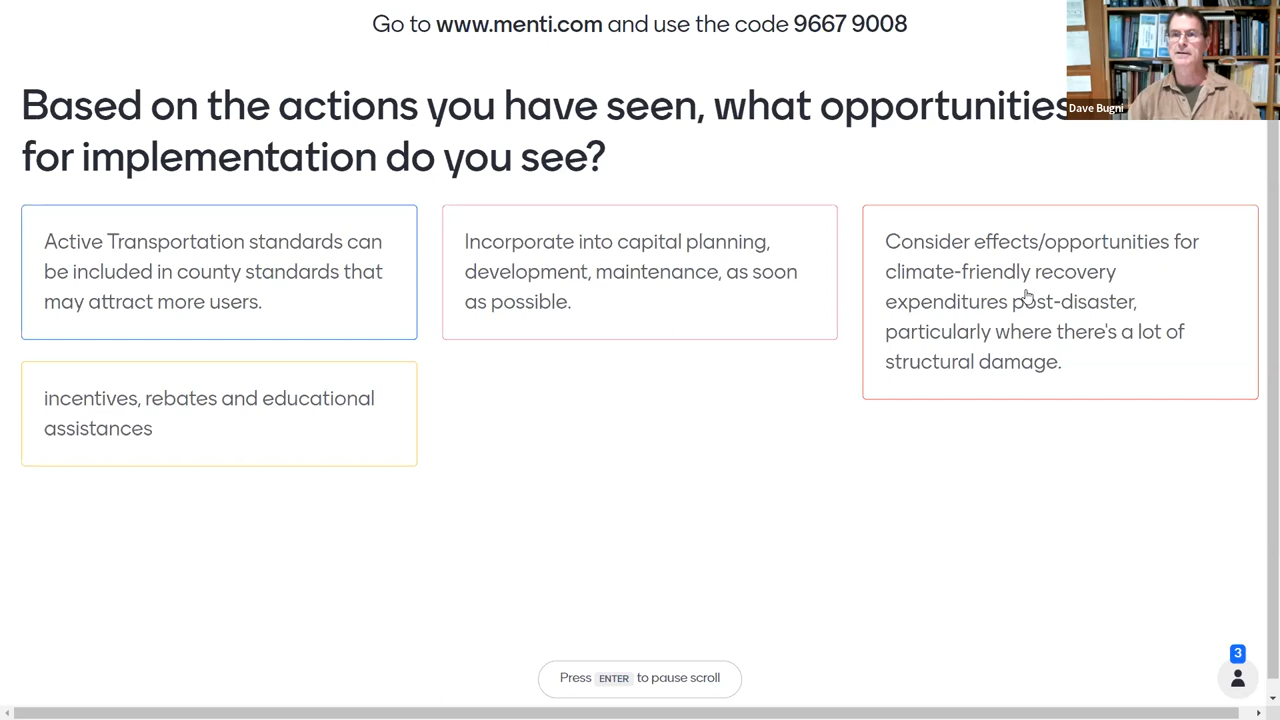 Go to www.menti.com and use the code 9667 9008
Based on the actions you have seen, what opportunities
for implementation do you see?
Dave Bugni
Active Transportation standards can
be included in county standards that
may attract more users.
Incorporate into capital planning,
development, maintenance, as soon
as possible.
Consider effects/opportunities for
climate-friendly recovery
expenditures post-disaster,
particularly where there's a lot of
structural damage.
incentives, rebates and educational
assistances
3
Press ENTER to pause scroll